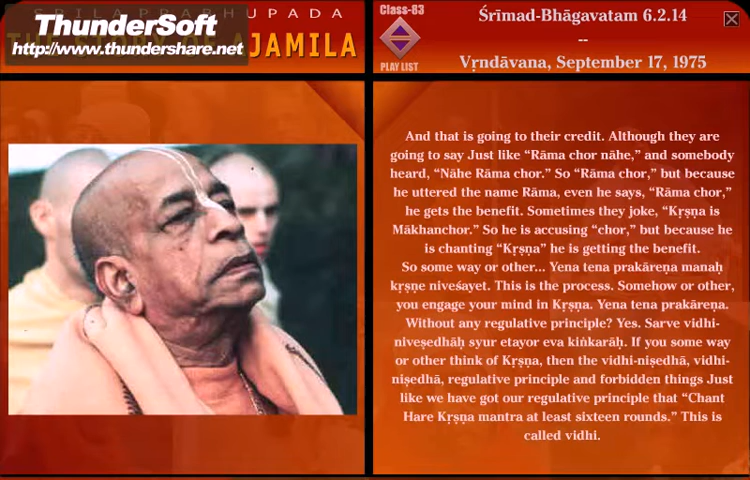 SRILA PRABHUPADA
ThunderSoft
http://www.thundershare.net
THE STORY OF AJAMILA
Class-63
PLAY LIST
Śrīmad-Bhāgavatam 6.2.14
--
Vṛndāvana, September 17, 1975
And that is going to their credit. Although they are
going to say Just like “Rāma chor nāhe,” and somebody
heard, “Nāhe Rāma chor.” So “Rāma chor,” but because
he uttered the name Rāma, even he says, “Rāma chor,”
he gets the benefit. Sometimes they joke, “Kṛṣṇa is
Mākhanchor.” So he is accusing “chor,” but because he
is chanting “Kṛṣṇa” he is getting the benefit.
So some way or other... Yena tena prakāreṇa manaḥ
kṛṣṇe niveśayet. This is the process. Somehow or other,
you engage your mind in Kṛṣṇa. Yena tena prakāreṇa.
Without any regulative principle? Yes. Sarve vidhi-
niveṣedhāḥ syur etayor eva kiṅkarāḥ. If you some way
or other think of Kṛṣṇa, then the vidhi-niṣedhā, vidhi-
niṣedhā, regulative principle and forbidden things Just
like we have got our regulative principle that “Chant
Hare Kṛṣṇa mantra at least sixteen rounds.” This is
called vidhi.